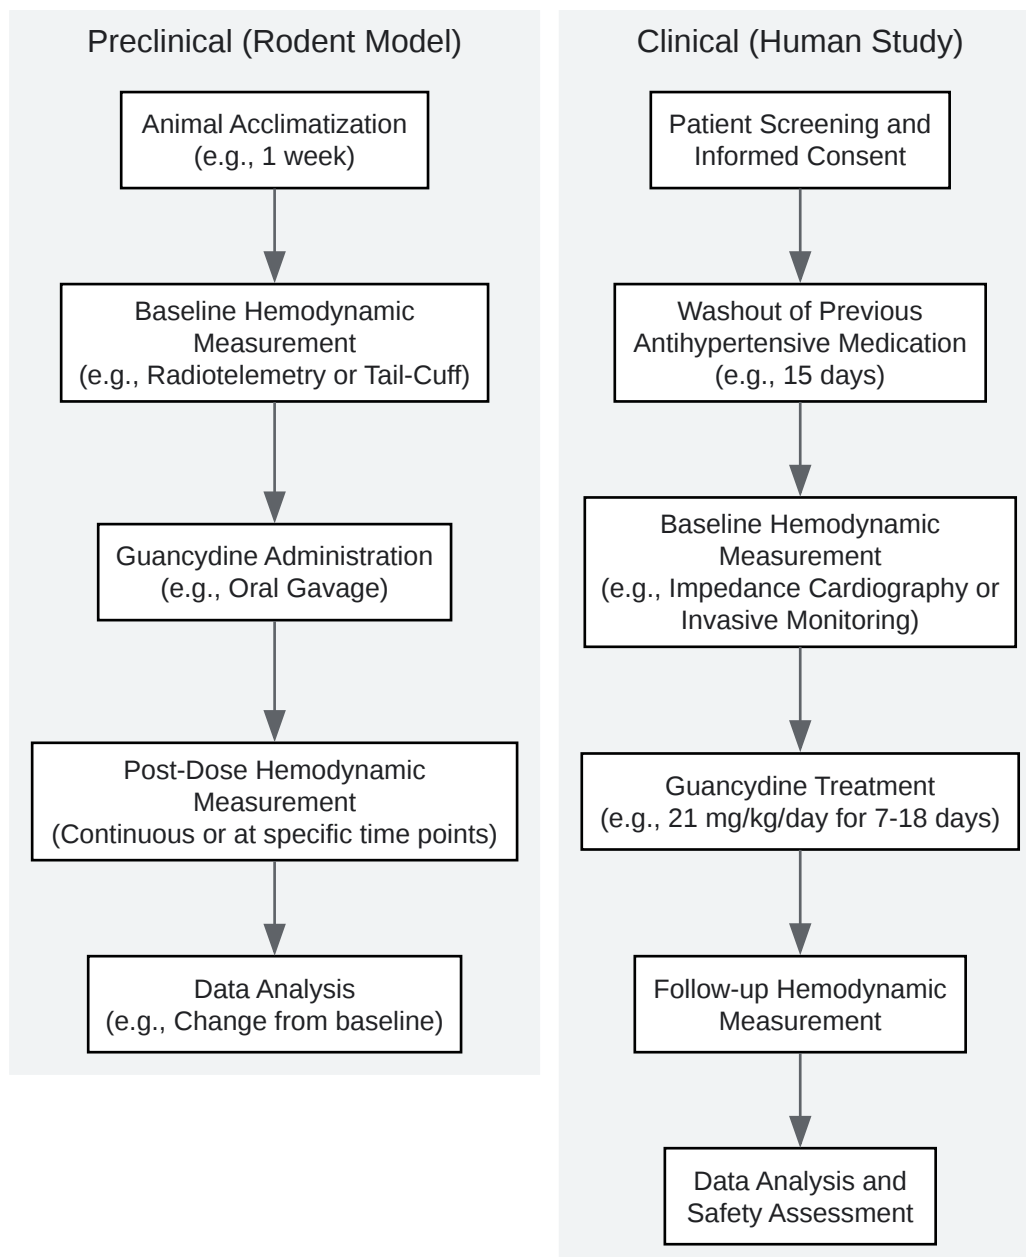 Preclinical (Rodent Model)
Animal Acclimatization
(e.g., 1 week)
Baseline Hemodynamic
Measurement
(e.g., Radiotelemetry or Tail-Cuff)
Guancydine Administration
(e.g., Oral Gavage)
Post-Dose Hemodynamic
Measurement
(Continuous or at specific time points)
Data Analysis
(e.g., Change from baseline)
Clinical (Human Study)
Patient Screening and
Informed Consent
Washout of Previous
Antihypertensive Medication
(e.g., 15 days)
Baseline Hemodynamic
Measurement
(e.g., Impedance Cardiography or
Invasive Monitoring)
Guancydine Treatment
(e.g., 21 mg/kg/day for 7-18 days)
Follow-up Hemodynamic
Measurement
Data Analysis and
Safety Assessment